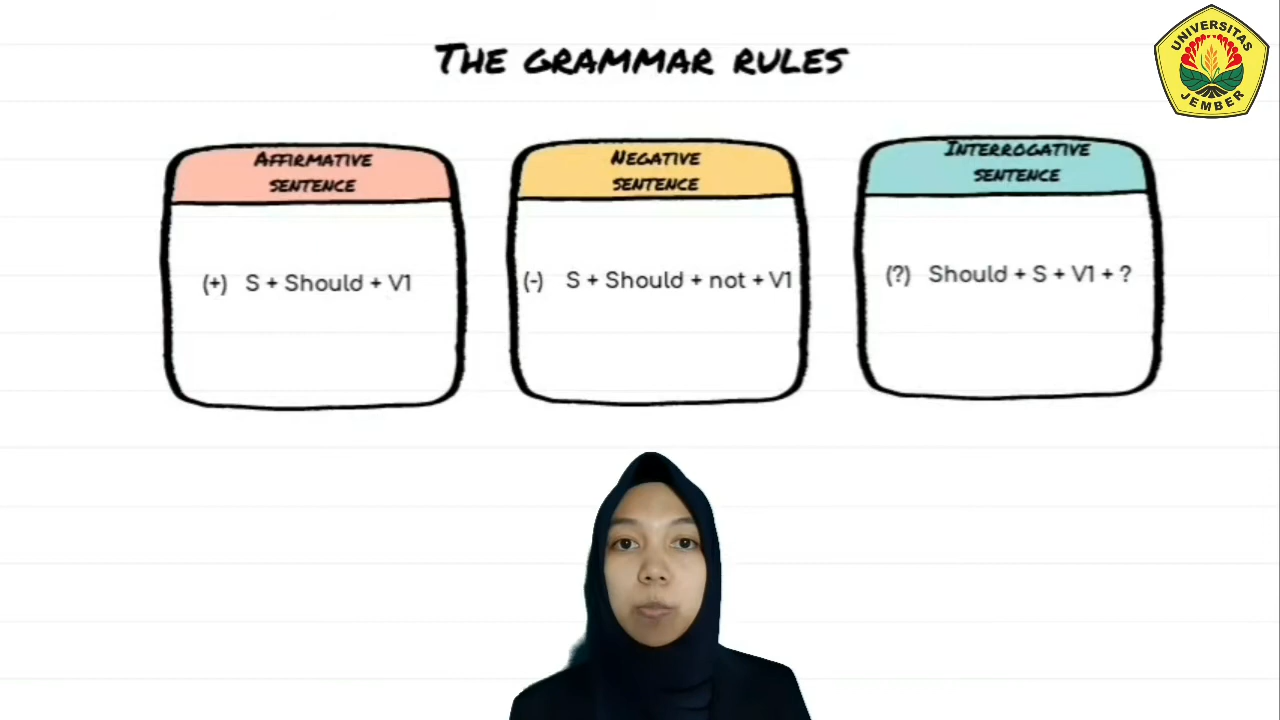 THE GRAMMAR RULES
UNIVERSITAS
JEMBER
AFFIRMATIVE
SENTENCE
(+) S + Should + V1
NEGATIVE
SENTENCE
(-) S + Should + not + V1
INTERROGATIVE
SENTENCE
(?) Should + S + V1 + ?